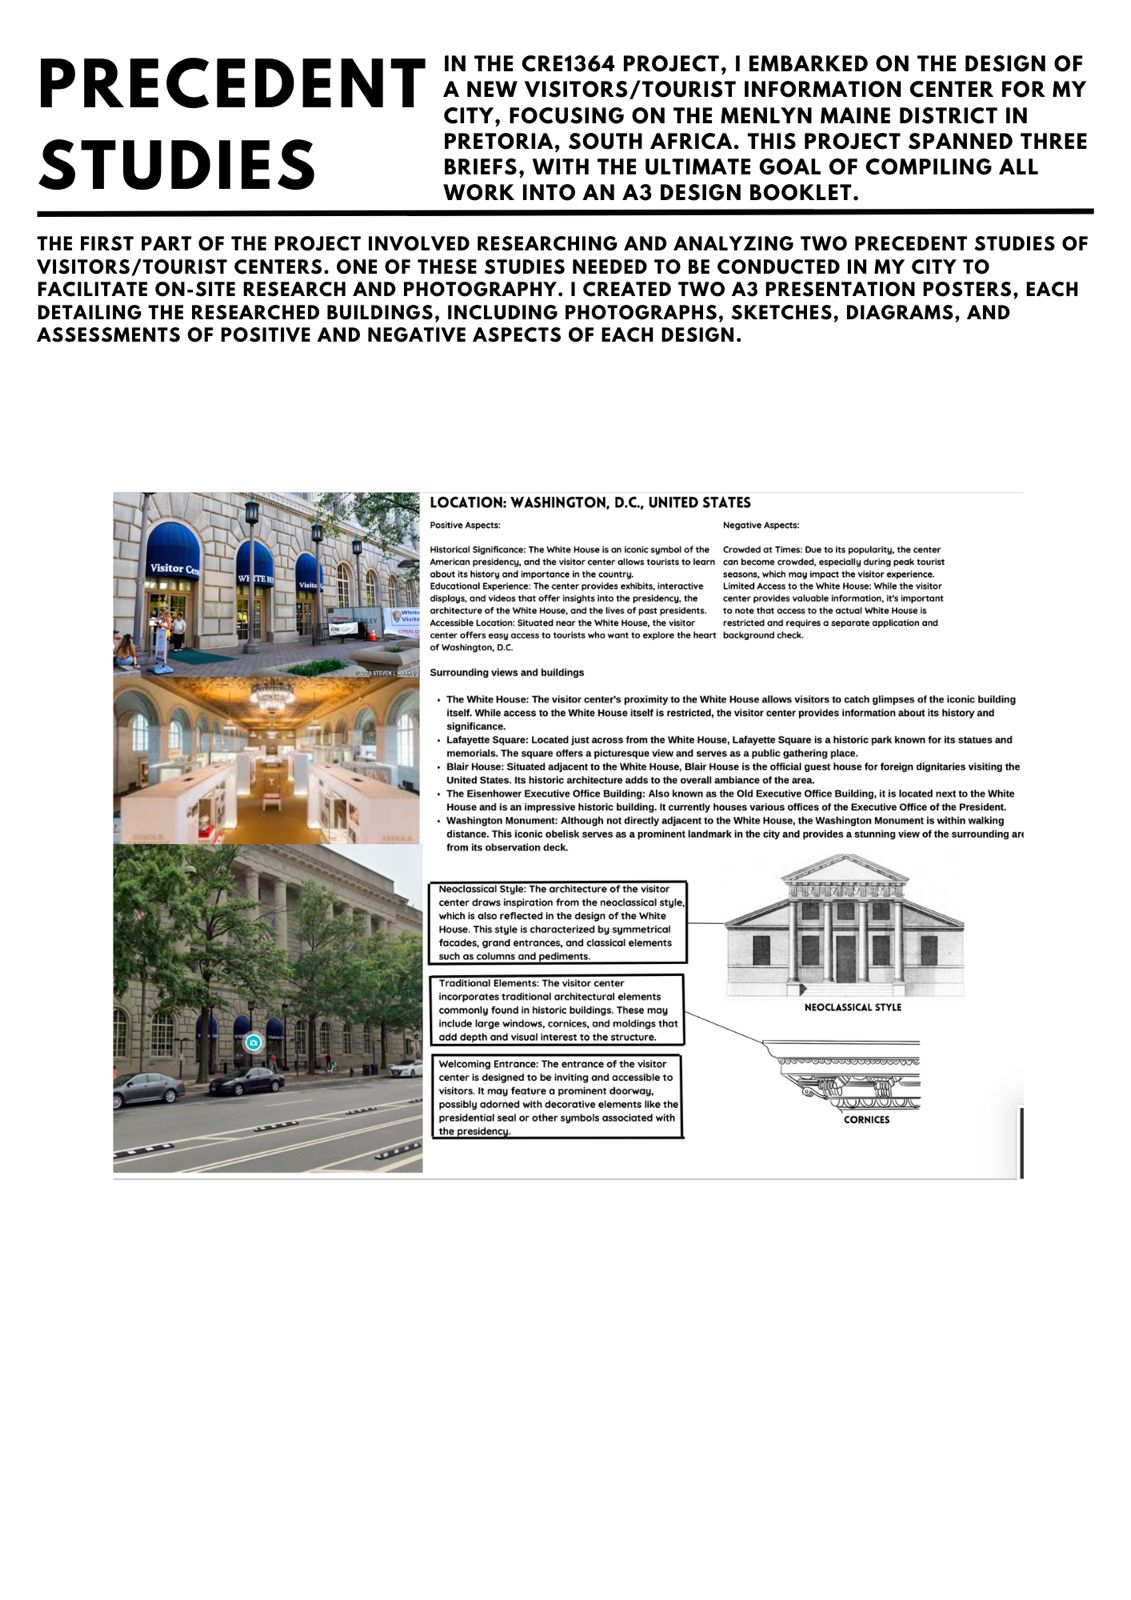 PRECEDENT
STUDIES
IN THE CRE1364 PROJECT, I EMBARKED ON THE DESIGN OF
A NEW VISITORS/TOURIST INFORMATION CENTER FOR MY
CITY, FOCUSING ON THE MENLYN MAINE DISTRICT IN
PRETORIA, SOUTH AFRICA. THIS PROJECT SPANNED THREE
BRIEFS, WITH THE ULTIMATE GOAL OF COMPILING ALL
WORK INTO AN A3 DESIGN BOOKLET.
THE FIRST PART OF THE PROJECT INVOLVED RESEARCHING AND ANALYZING TWO PRECEDENT STUDIES OF
VISITORS/TOURIST CENTERS. ONE OF THESE STUDIES NEEDED TO BE CONDUCTED IN MY CITY TO
FACILITATE ON-SITE RESEARCH AND PHOTOGRAPHY. I CREATED TWO A3 PRESENTATION POSTERS, EACH
DETAILING THE RESEARCHED BUILDINGS, INCLUDING PHOTOGRAPHS, SKETCHES, DIAGRAMS, AND
ASSESSMENTS OF POSITIVE AND NEGATIVE ASPECTS OF EACH DESIGN.
Visitor Cen
WHITE HO
Visito
White
Visito
OPEN D
LOCATION: WASHINGTON, D.C., UNITED STATES
Positive Aspects:
Historical Significance: The White House is an iconic symbol of the
American presidency, and the visitor center allows tourists to learn
about its history and importance in the country.
Educational Experience: The center provides exhibits, interactive
displays, and videos that offer insights into the presidency, the
architecture of the White House, and the lives of past presidents.
Accessible Location: Situated near the White House, the visitor
center offers easy access to tourists who want to explore the heart
of Washington, D.C.
Negative Aspects:
Crowded at Times: Due to its popularity, the center
can become crowded, especially during peak tourist
seasons, which may impact the visitor experience.
Limited Access to the White House: While the visitor
center provides valuable information, it's important
to note that access to the actual White House is
restricted and requires a separate application and
background check.
Surrounding views and buildings
• The White House: The visitor center's proximity to the White House allows visitors to catch glimpses of the iconic building
itself. While access to the White House itself is restricted, the visitor center provides information about its history and
significance.
• Lafayette Square: Located just across from the White House, Lafayette Square is a historic park known for its statues and
memorials. The square offers a picturesque view and serves as a public gathering place.
• Blair House: Situated adjacent to the White House, Blair House is the official guest house for foreign dignitaries visiting the
United States. Its historic architecture adds to the overall ambiance of the area.
• The Eisenhower Executive Office Building: Also known as the Old Executive Office Building, it is located next to the White
House and is an impressive historic building. It currently houses various offices of the Executive Office of the President.
• Washington Monument: Although not directly adjacent to the White House, the Washington Monument is within walking
distance. This iconic obelisk serves as a prominent landmark in the city and provides a stunning view of the surrounding are
from its observation deck.
Neoclassical Style: The architecture of the visitor
center draws inspiration from the neoclassical style,
which is also reflected in the design of the White
House. This style is characterized by symmetrical
facades, grand entrances, and classical elements
such as columns and pediments.
NEOCLASSICAL STYLE
Traditional Elements: The visitor center
incorporates traditional architectural elements
commonly found in historic buildings. These may
include large windows, cornices, and moldings that
add depth and visual interest to the structure.
CORNICES
Welcoming Entrance: The entrance of the visitor
center is designed to be inviting and accessible to
visitors. It may feature a prominent doorway,
possibly adorned with decorative elements like the
presidential seal or other symbols associated with
the presidency.